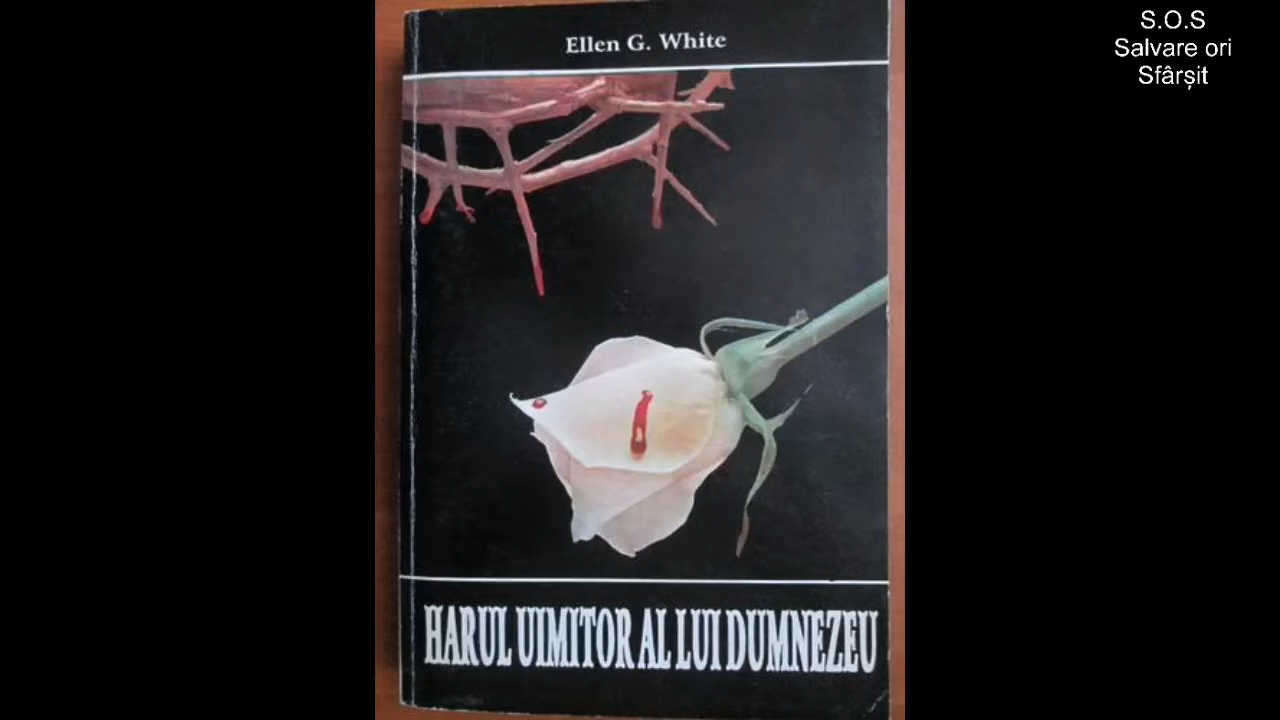 Ellen G. White
HARUL UIMITOR AL LUI DUMNEZEU
S.O.S
Salvare ori
Sfârșit